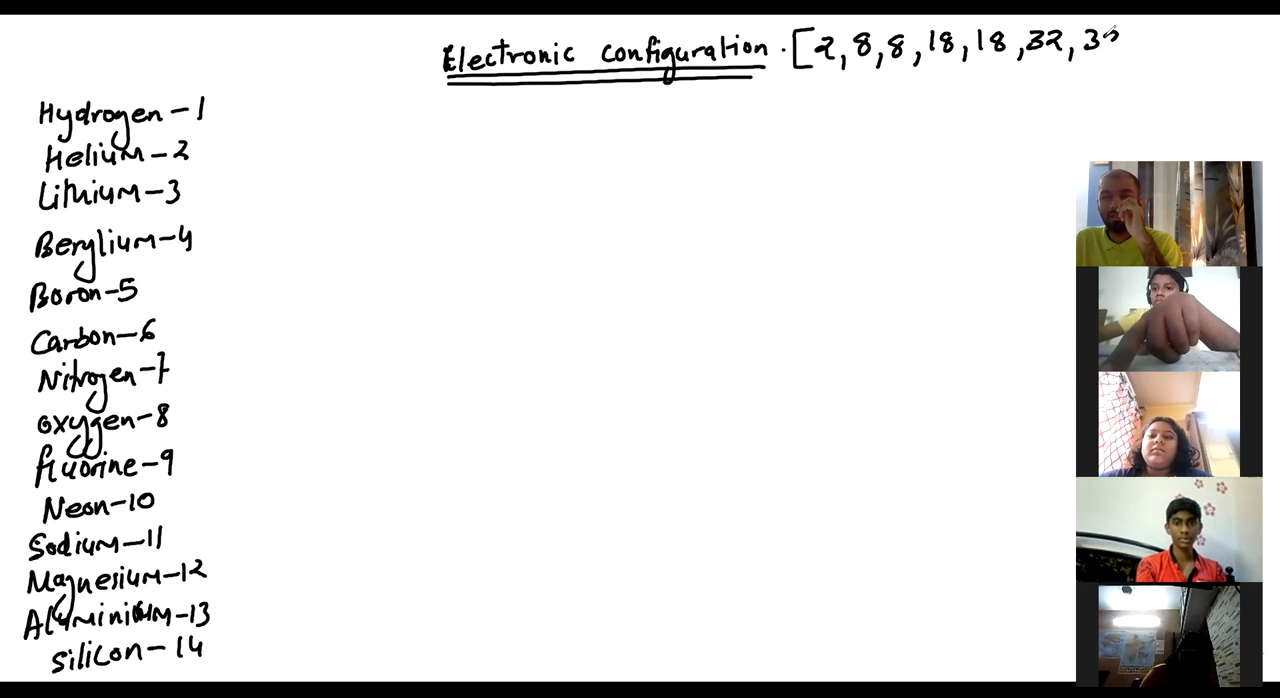 Electronic configuration. [2, 8, 8, 18, 18, 32, 32
Hydrogen-1
Helium-2
Lithium-3
Berylium-4
Boron-5
Carbon-6
Nitrogen-7
Oxygen-8
fluorine-9
Neon-10
Sodium-11
Magnesium-12
Aluminium-13
Silicon-14